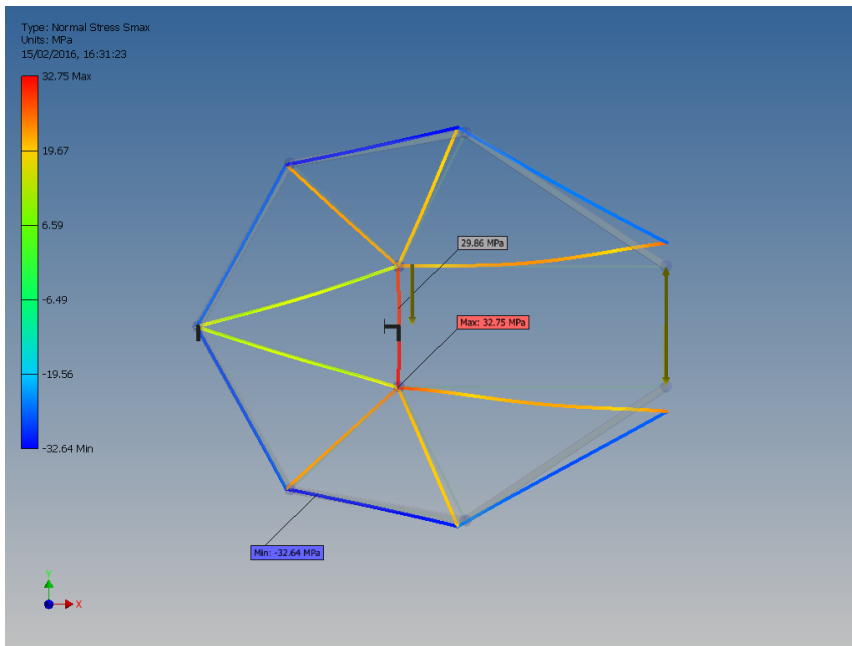 Type: Normal Stress Smax
Units: MPa
15/02/2016, 16:31:23
32.75 Max
19.67
6.59
-6.49
-19.56
-32.64 Min
29.86 MPa
Max: 32.75 MPa
Min: -32.64 MPa
Y
X